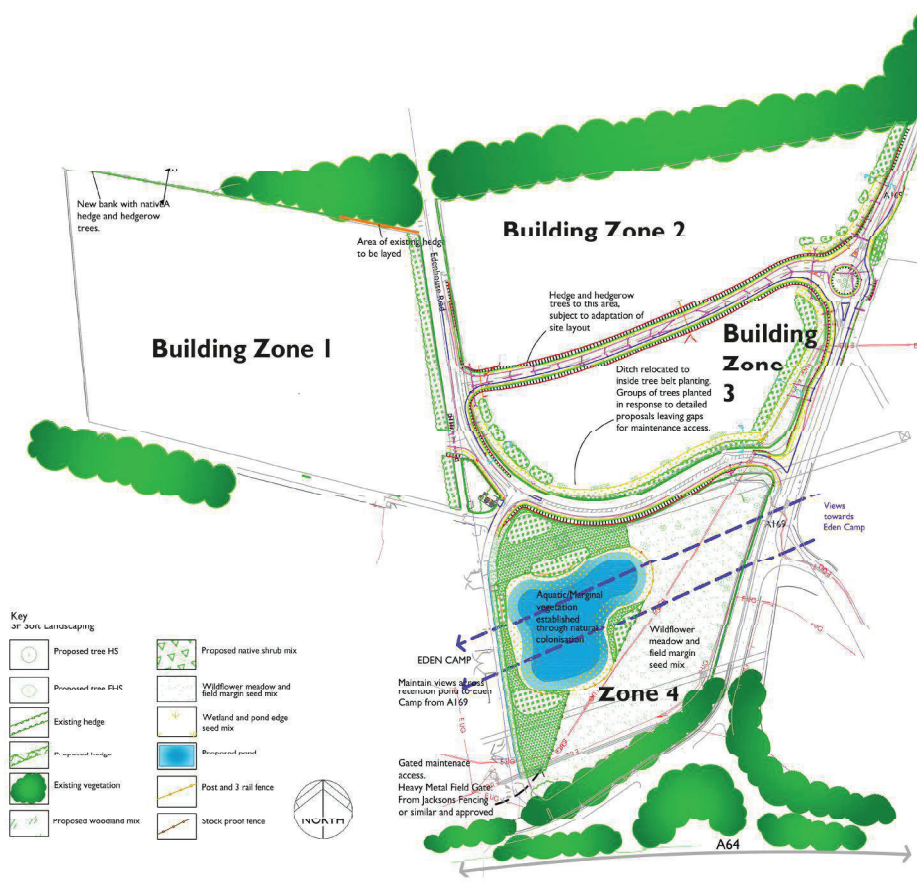 New bank with native
hedge and hedgerow
trees.
Area of existing hedge
to be layed
Edenhouse Road
Building Zone 2
A169
Hedge and hedgerow
trees to this area,
subject to adaptation of
site layout
Building Zone 1
Building
Zone
3
Ditch relocated to
inside tree belt planting.
Groups of trees planted
in response to detailed
proposals leaving gaps
for maintenance access.
Views
towards
Eden Camp
A169
Aquatic/Marginal
vegetation
established
through natural
colonisation
Wildflower
meadow and
field margin
seed mix
EDEN CAMP
Maintain views across
retention pond to Eden
Camp from A169
Zone 4
Gated maintenace
access.
Heavy Metal Field Gate:
From Jacksons Fencing
or similar and approved
A64
Key
SF Soft Landscaping
Proposed tree HS
Proposed tree EHS
Existing hedge
Proposed hedge
Existing vegetation
Proposed woodland mix
Proposed native shrub mix
Wildflower meadow and
field margin seed mix
Wetland and pond edge
seed mix
Proposed pond
Post and 3 rail fence
Stock proof fence
NORTH